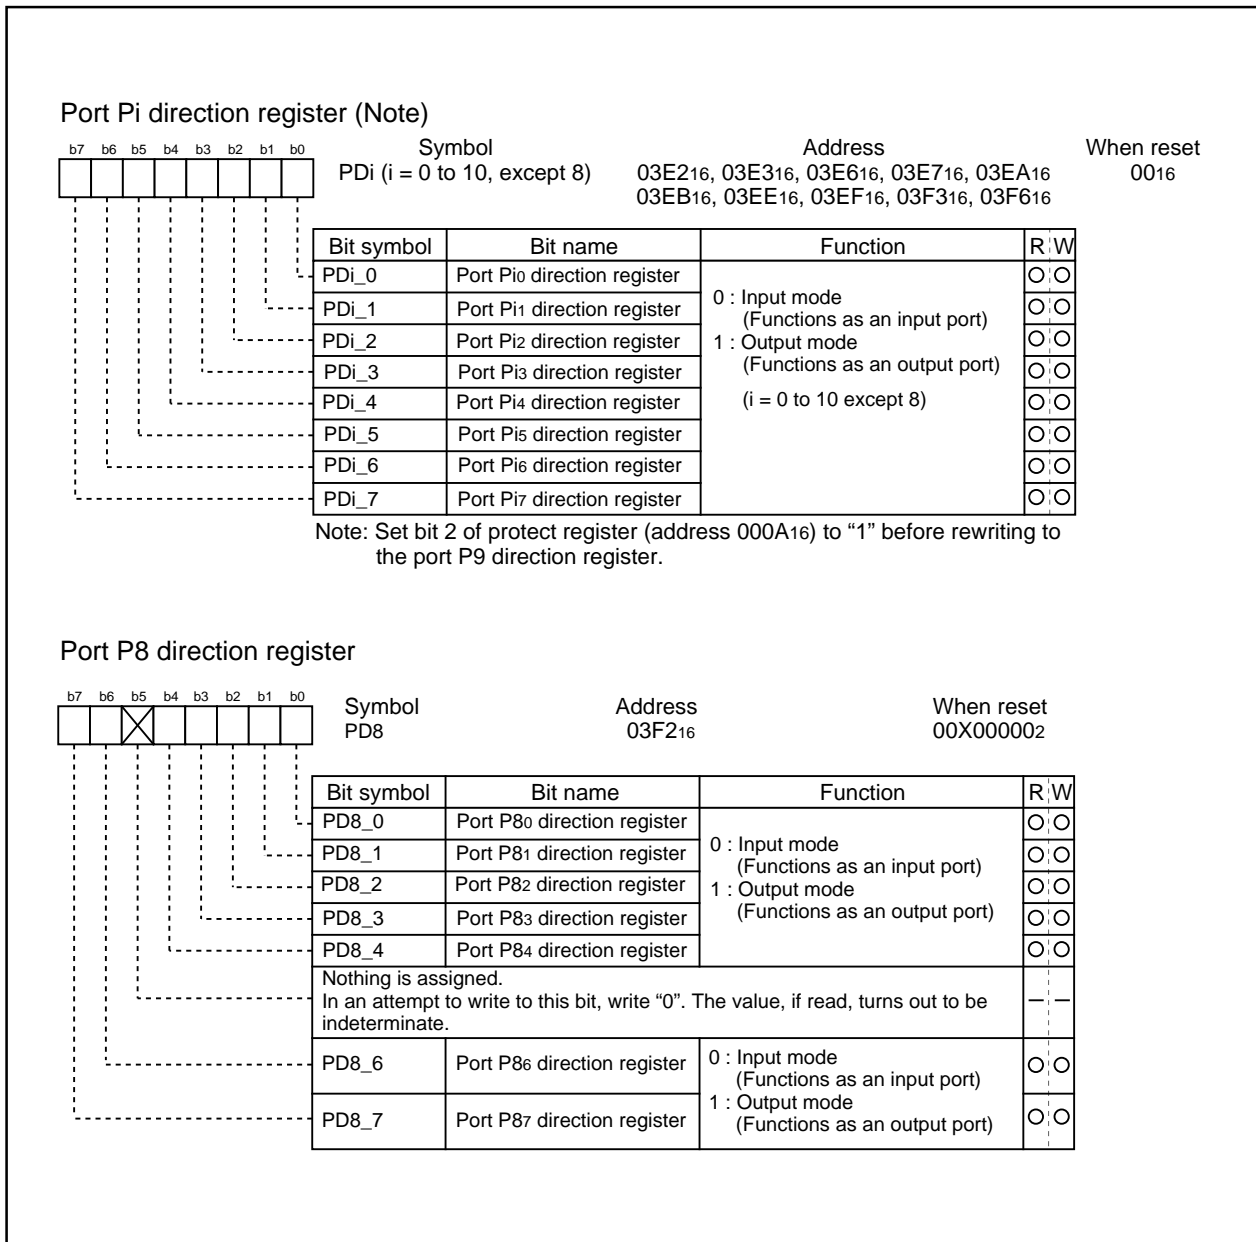 Port Pi direction register (Note)
b7 b6 b5 b4 b3 b2 b1 b0
Symbol Address When reset
PDi (i = 0 to 10, except 8) 03E216, 03E316, 03E616, 03E716, 03EA16 0016
03EB16, 03EE16, 03EF16, 03F316, 03F616
Bit symbol Bit name Function R W
PDi_0 Port Pi0 direction register
PDi_1 Port Pi1 direction register
PDi_2 Port Pi2 direction register
PDi_3 Port Pi3 direction register
PDi_4 Port Pi4 direction register
PDi_5 Port Pi5 direction register
PDi_6 Port Pi6 direction register
PDi_7 Port Pi7 direction register
0 : Input mode
(Functions as an input port)
1 : Output mode
(Functions as an output port)
(i = 0 to 10 except 8)
Note: Set bit 2 of protect register (address 000A16) to “1” before rewriting to
the port P9 direction register.
Port P8 direction register
b7 b6 b5 b4 b3 b2 b1 b0
Symbol Address When reset
PD8 03F216 00X000002
Bit symbol Bit name Function R W
PD8_0 Port P80 direction register
PD8_1 Port P81 direction register
PD8_2 Port P82 direction register
PD8_3 Port P83 direction register
PD8_4 Port P84 direction register
0 : Input mode
(Functions as an input port)
1 : Output mode
(Functions as an output port)
Nothing is assigned.
In an attempt to write to this bit, write “0”. The value, if read, turns out to be
indeterminate.
PD8_6 Port P86 direction register
PD8_7 Port P87 direction register
0 : Input mode
(Functions as an input port)
1 : Output mode
(Functions as an output port)